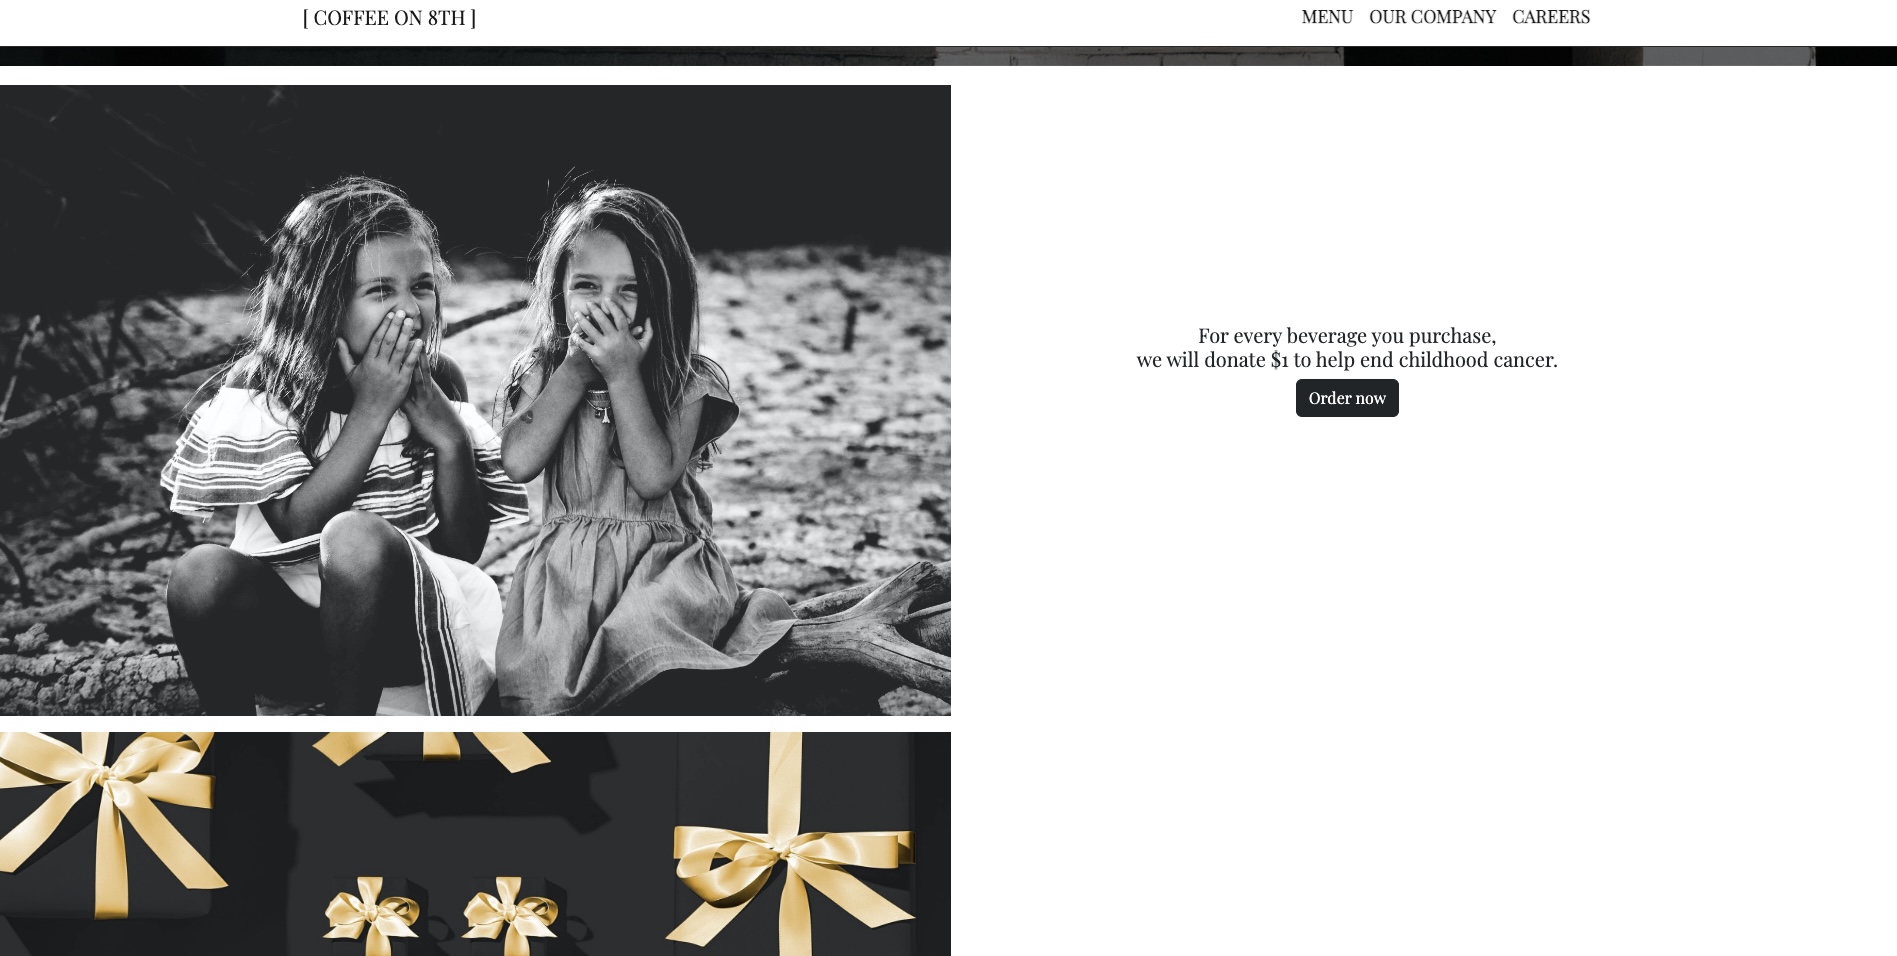 [ COFFEE ON 8TH ]
MENU OUR COMPANY CAREERS
For every beverage you purchase,
we will donate $1 to help end childhood cancer.
Order now